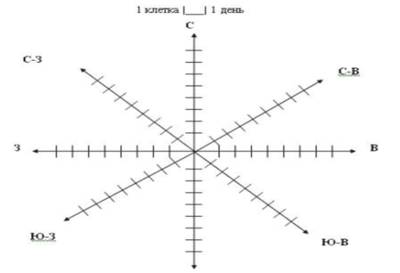 1 клетка |___| 1 день
С
С-З
С-В
З
В
Ю-З
Ю-В